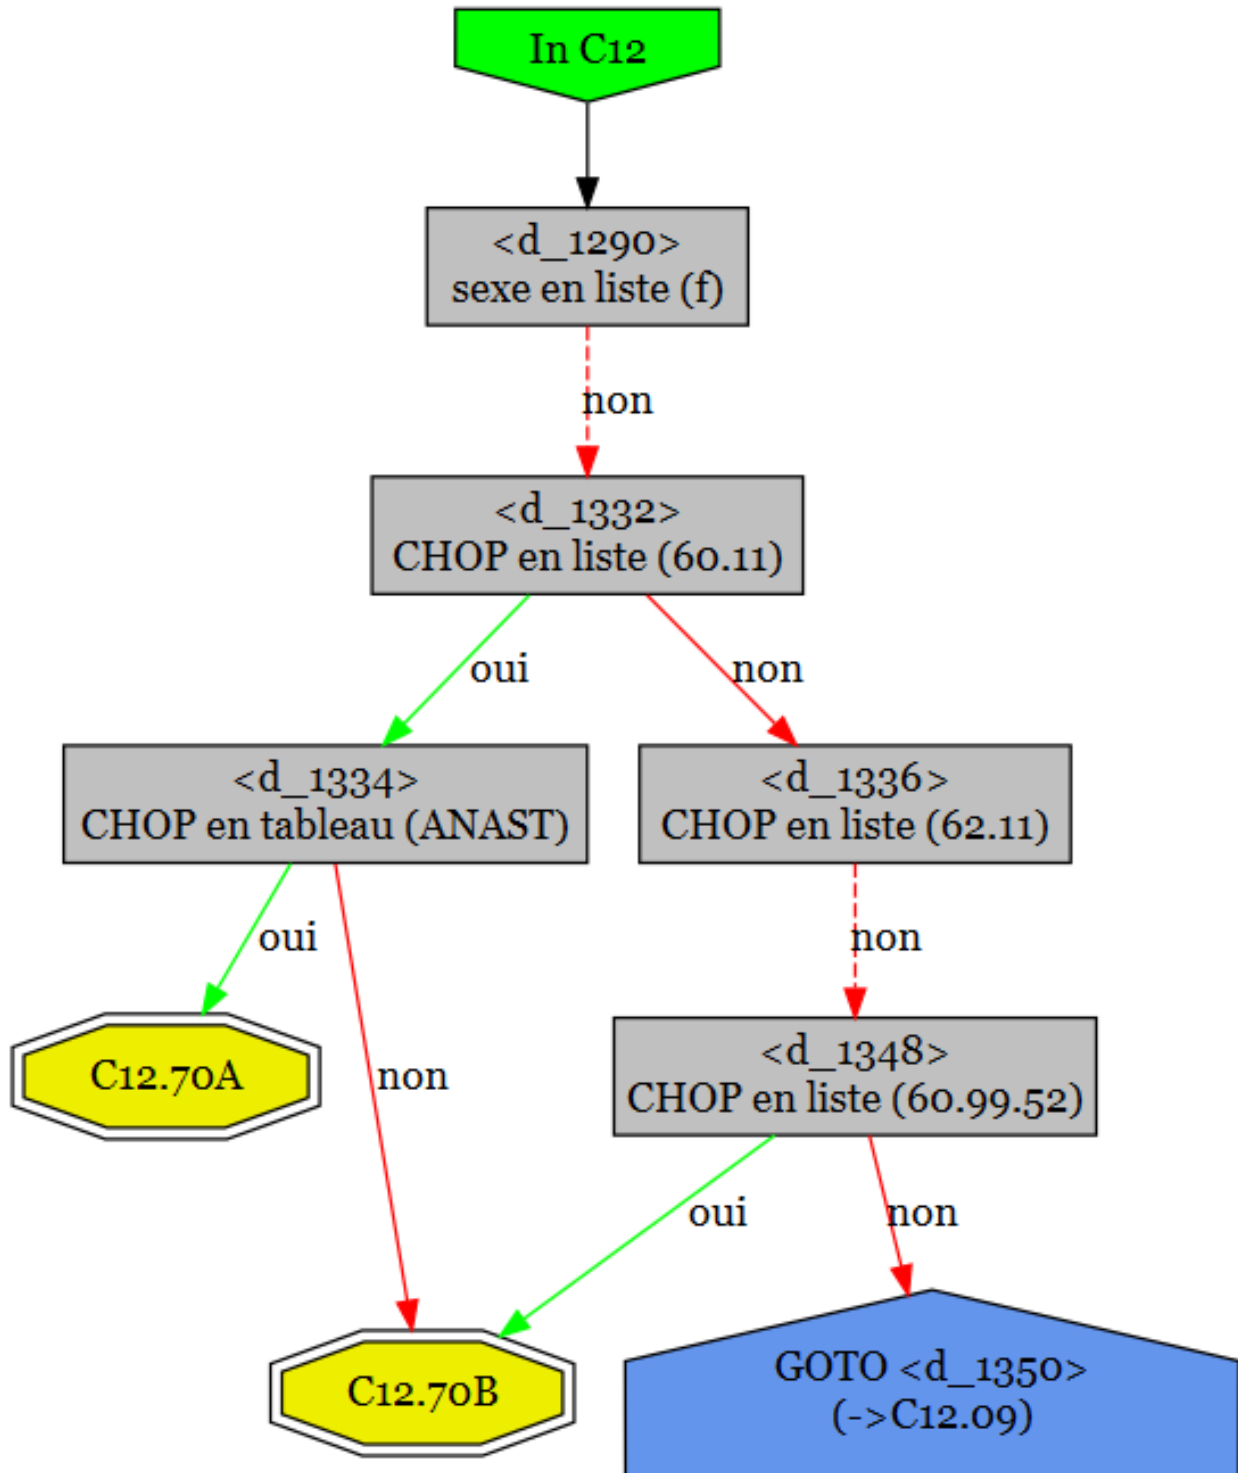 In C12
<d_1290>
sexe en liste (f)
non
<d_1332>
CHOP en liste (60.11)
oui
non
<d_1334>
CHOP en tableau (ANAST)
<d_1336>
CHOP en liste (62.11)
oui
non
non
C12.70A
<d_1348>
CHOP en liste (60.99.52)
oui
non
C12.70B
GOTO <d_1350>
(->C12.09)